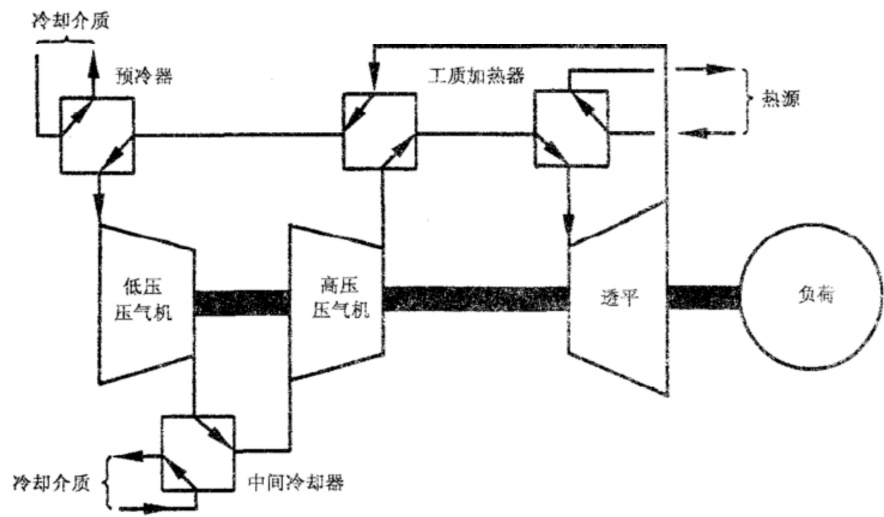 冷却介质
预冷器
工质加热器
热源
低压
压气机
高压
压气机
透平
负荷
冷却介质
中间冷却器